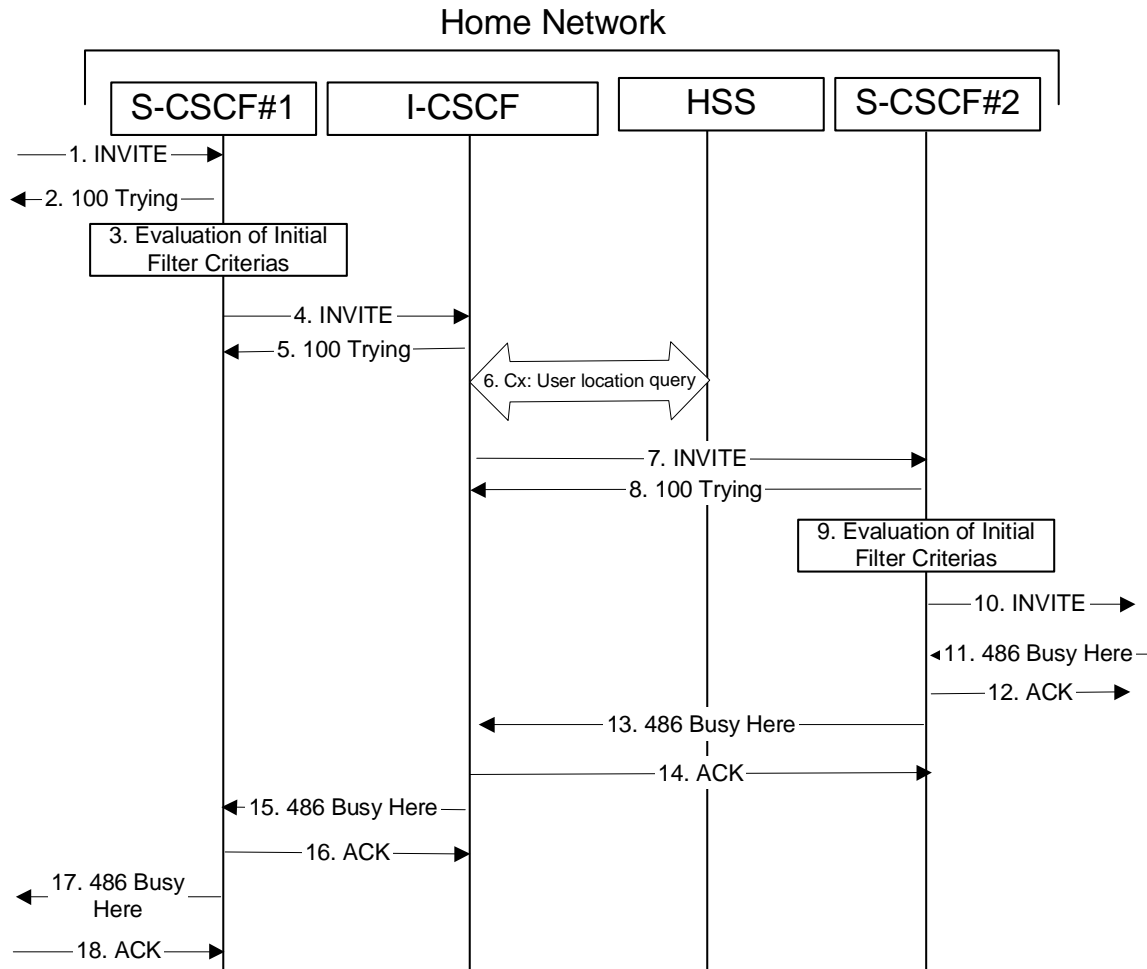 Home Network
S-CSCF#1
I-CSCF
HSS
S-CSCF#2
1. INVITE
2. 100 Trying
3. Evaluation of Initial
Filter Criterias
4. INVITE
5. 100 Trying
6. Cx: User location query
7. INVITE
8. 100 Trying
9. Evaluation of Initial
Filter Criterias
10. INVITE
11. 486 Busy Here
12. ACK
13. 486 Busy Here
14. ACK
15. 486 Busy Here
16. ACK
17. 486 Busy
Here
18. ACK